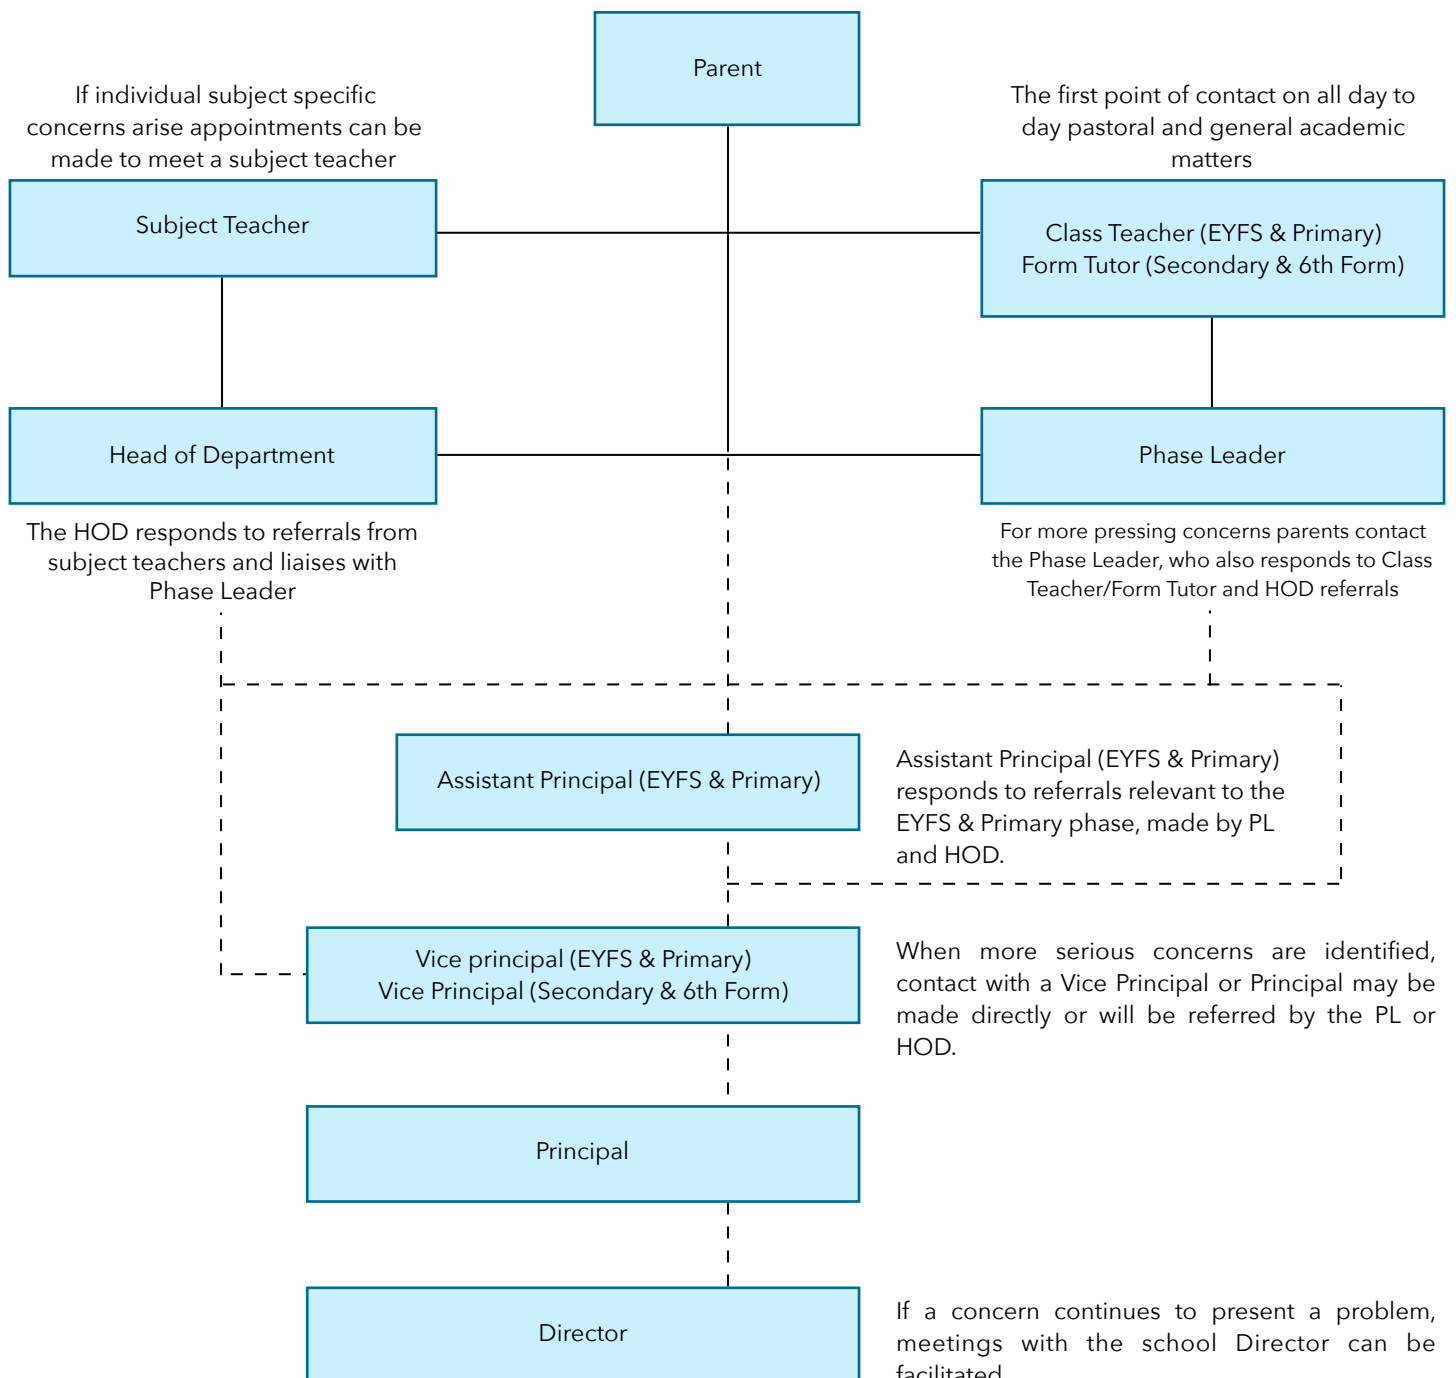 Parent
If individual subject specific
concerns arise appointments can be
made to meet a subject teacher
The first point of contact on all day to
day pastoral and general academic
matters
Subject Teacher
Class Teacher (EYFS & Primary)
Form Tutor (Secondary & 6th Form)
Head of Department
Phase Leader
The HOD responds to referrals from
subject teachers and liaises with
Phase Leader
For more pressing concerns parents contact
the Phase Leader, who also responds to Class
Teacher/Form Tutor and HOD referrals
Assistant Principal (EYFS & Primary)
Assistant Principal (EYFS & Primary)
responds to referrals relevant to the
EYFS & Primary phase, made by PL
and HOD.
Vice principal (EYFS & Primary)
Vice Principal (Secondary & 6th Form)
When more serious concerns are identified,
contact with a Vice Principal or Principal may be
made directly or will be referred by the PL or
HOD.
Principal
Director
If a concern continues to present a problem,
meetings with the school Director can be
facilitated